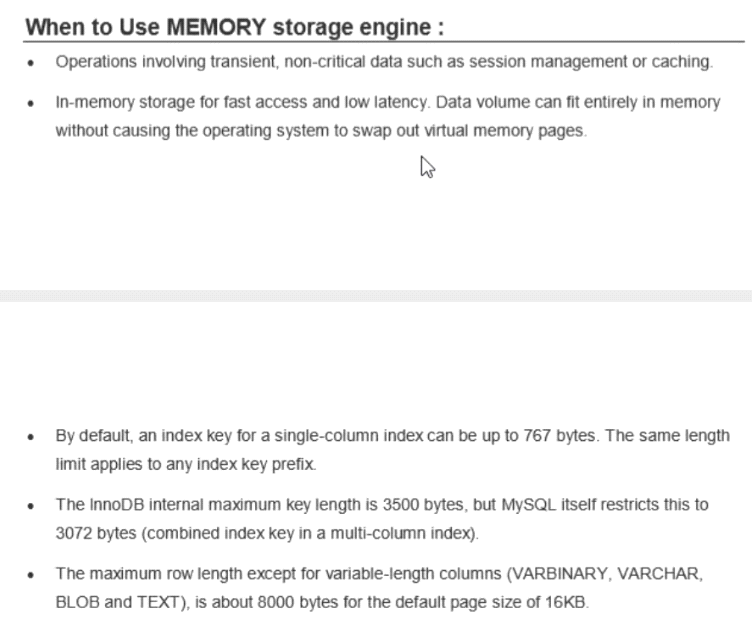 When to Use MEMORY storage engine :
• Operations involving transient, non-critical data such as session management or caching.
• In-memory storage for fast access and low latency. Data volume can fit entirely in memory
without causing the operating system to swap out virtual memory pages.
• By default, an index key for a single-column index can be up to 767 bytes. The same length
limit applies to any index key prefix.
• The InnoDB internal maximum key length is 3500 bytes, but MySQL itself restricts this to
3072 bytes (combined index key in a multi-column index).
• The maximum row length except for variable-length columns (VARBINARY, VARCHAR,
BLOB and TEXT), is about 8000 bytes for the default page size of 16KB.